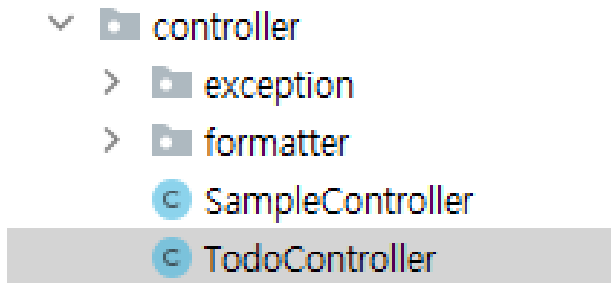 controller
exception
formatter
SampleController
TodoController